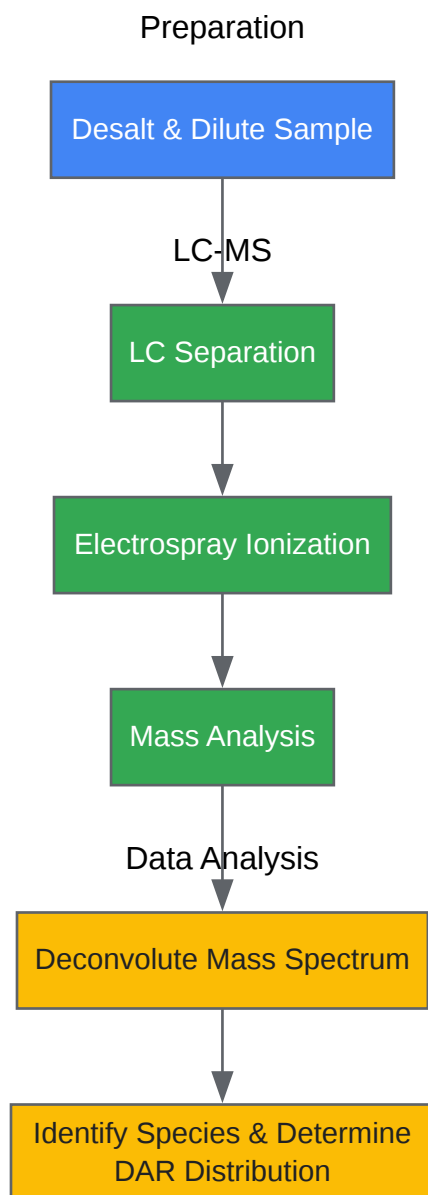 Preparation
Desalt & Dilute Sample
LC-MS
LC Separation
Electrospray Ionization
Mass Analysis
Data Analysis
Deconvolute Mass Spectrum
Identify Species & Determine
DAR Distribution